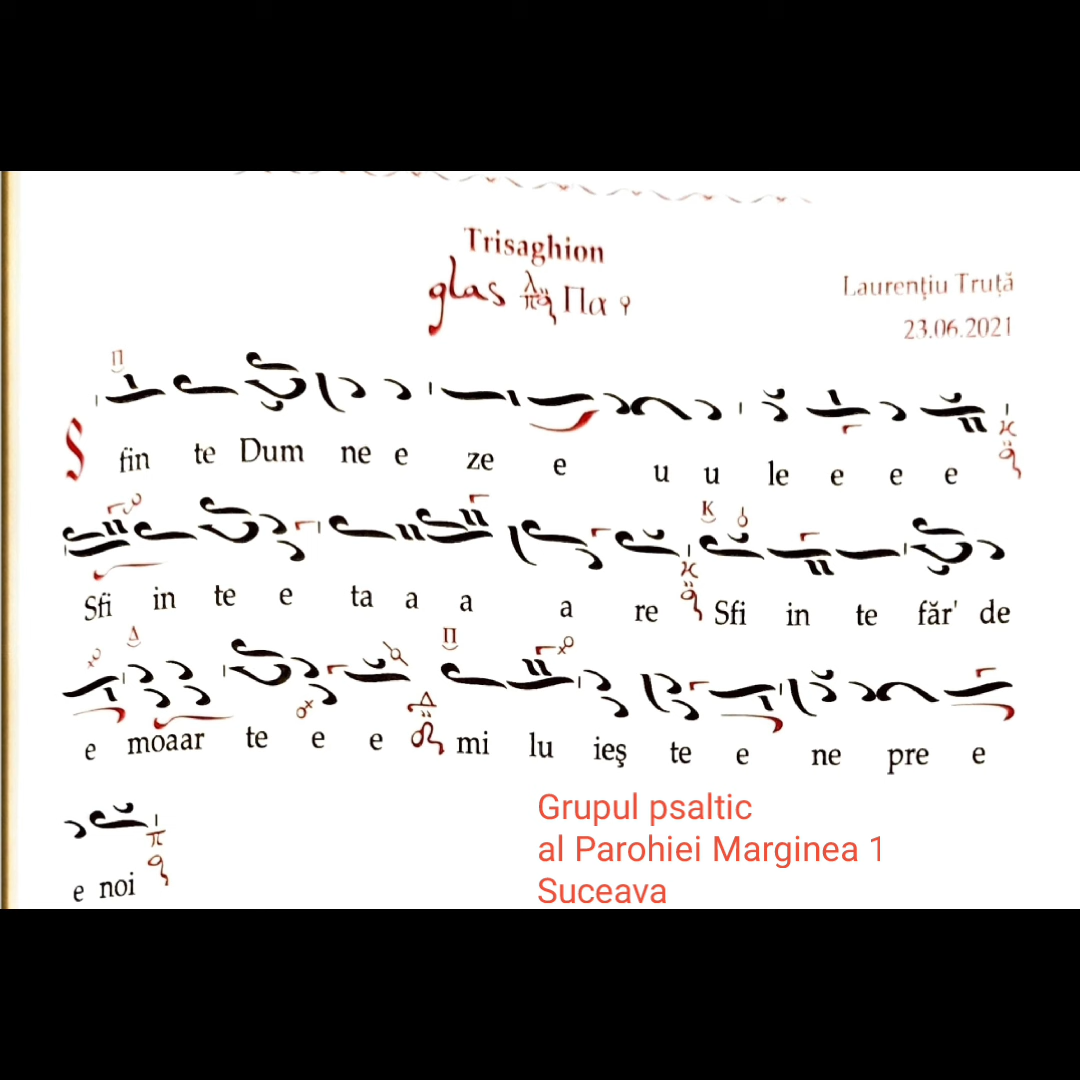 Trisaghion
glas λ π q Πα
Laurențiu Truță
23.06.2021
Π
Sfin te Dum ne e ze e u u le e e e
Sfi in te e ta a a a re Sfi in te făr' de
K
Δ Π
e moaar te e e mi lu ieş te e ne pre e
e noi
Grupul psaltic
al Parohiei Marginea 1
Suceava